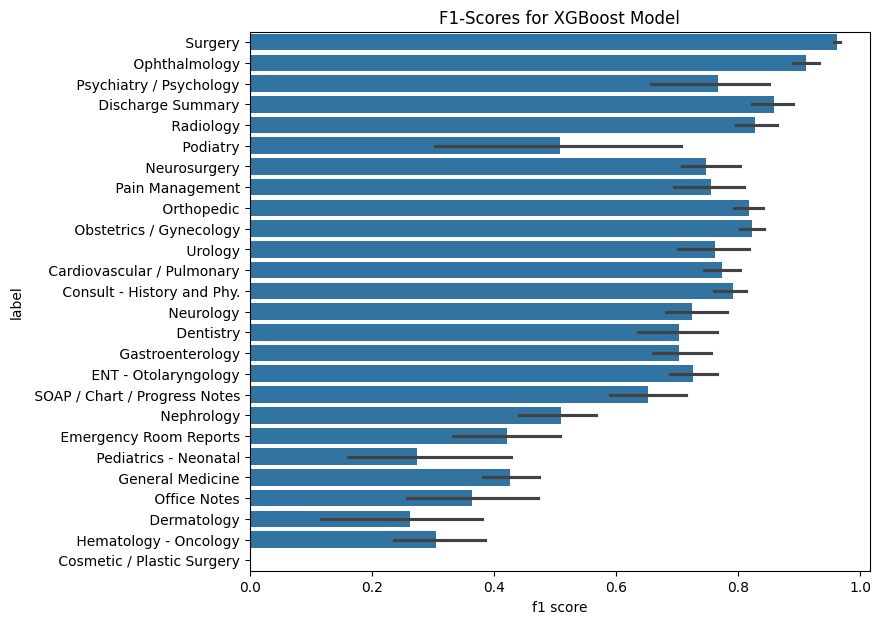 F1-Scores for XGBoost Model
Surgery
Ophthalmology
Psychiatry / Psychology
Discharge Summary
Radiology
Podiatry
Neurosurgery
Pain Management
Orthopedic
Obstetrics / Gynecology
Urology
Cardiovascular / Pulmonary
Consult - History and Phy.
Neurology
Dentistry
Gastroenterology
ENT - Otolaryngology
SOAP / Chart / Progress Notes
Nephrology
Emergency Room Reports
Pediatrics - Neonatal
General Medicine
Office Notes
Dermatology
Hematology - Oncology
Cosmetic / Plastic Surgery
label
0.0 0.2 0.4 0.6 0.8 1.0
f1 score